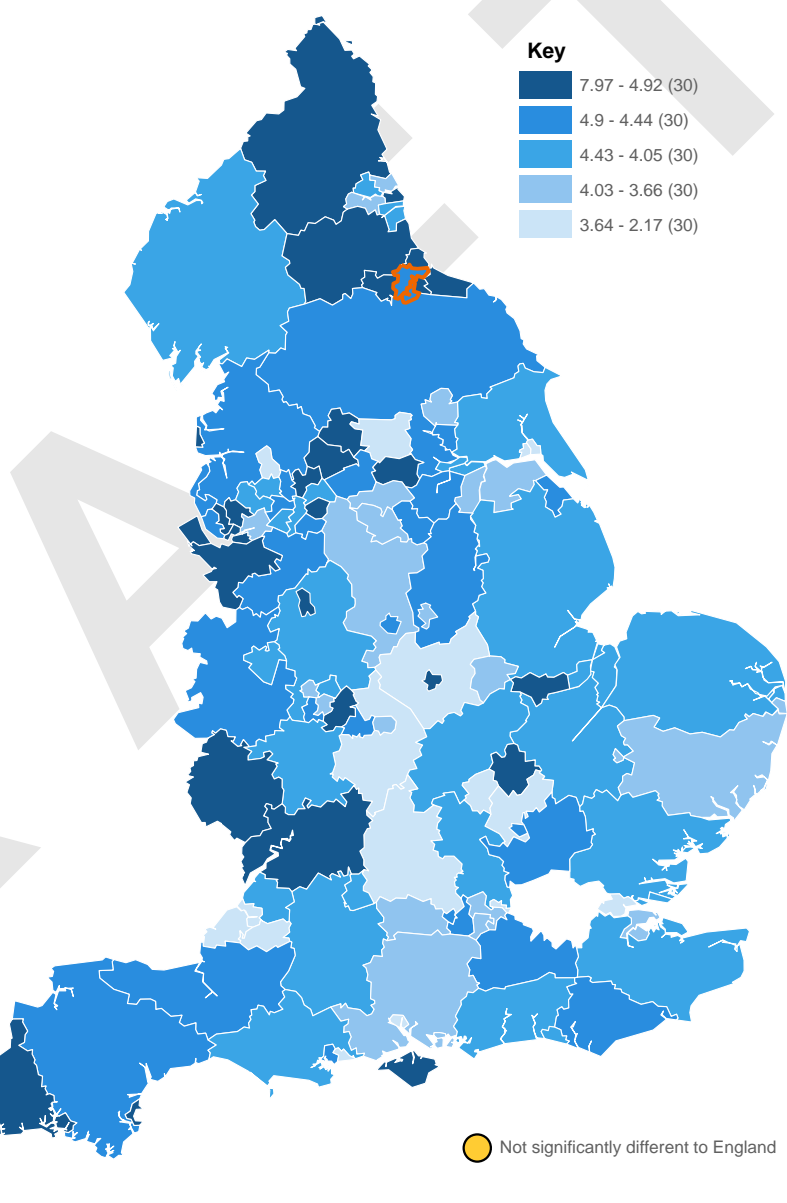 Key
7.97 - 4.92 (30)
4.9 - 4.44 (30)
4.43 - 4.05 (30)
4.03 - 3.66 (30)
3.64 - 2.17 (30)
Not significantly different to England